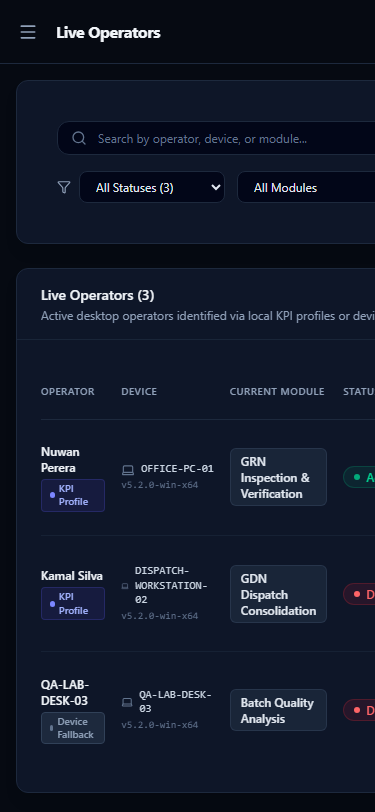 Live Operators
Search by operator, device, or module...
All Statuses (3)
All Modules
Live Operators (3)
Active desktop operators identified via local KPI profiles or devi
OPERATOR
DEVICE
CURRENT MODULE
STATU
Nuwan
Perera
KPI
Profile
OFFICE-PC-01
v5.2.0-win-x64
GRN
Inspection &
Verification
A
Kamal Silva
KPI
Profile
DISPATCH-
WORKSTATION-
02
v5.2.0-win-x64
GDN
Dispatch
Consolidation
D
QA-LAB-
DESK-03
Device
Fallback
QA-LAB-DESK-
03
v5.2.0-win-x64
Batch Quality
Analysis
D